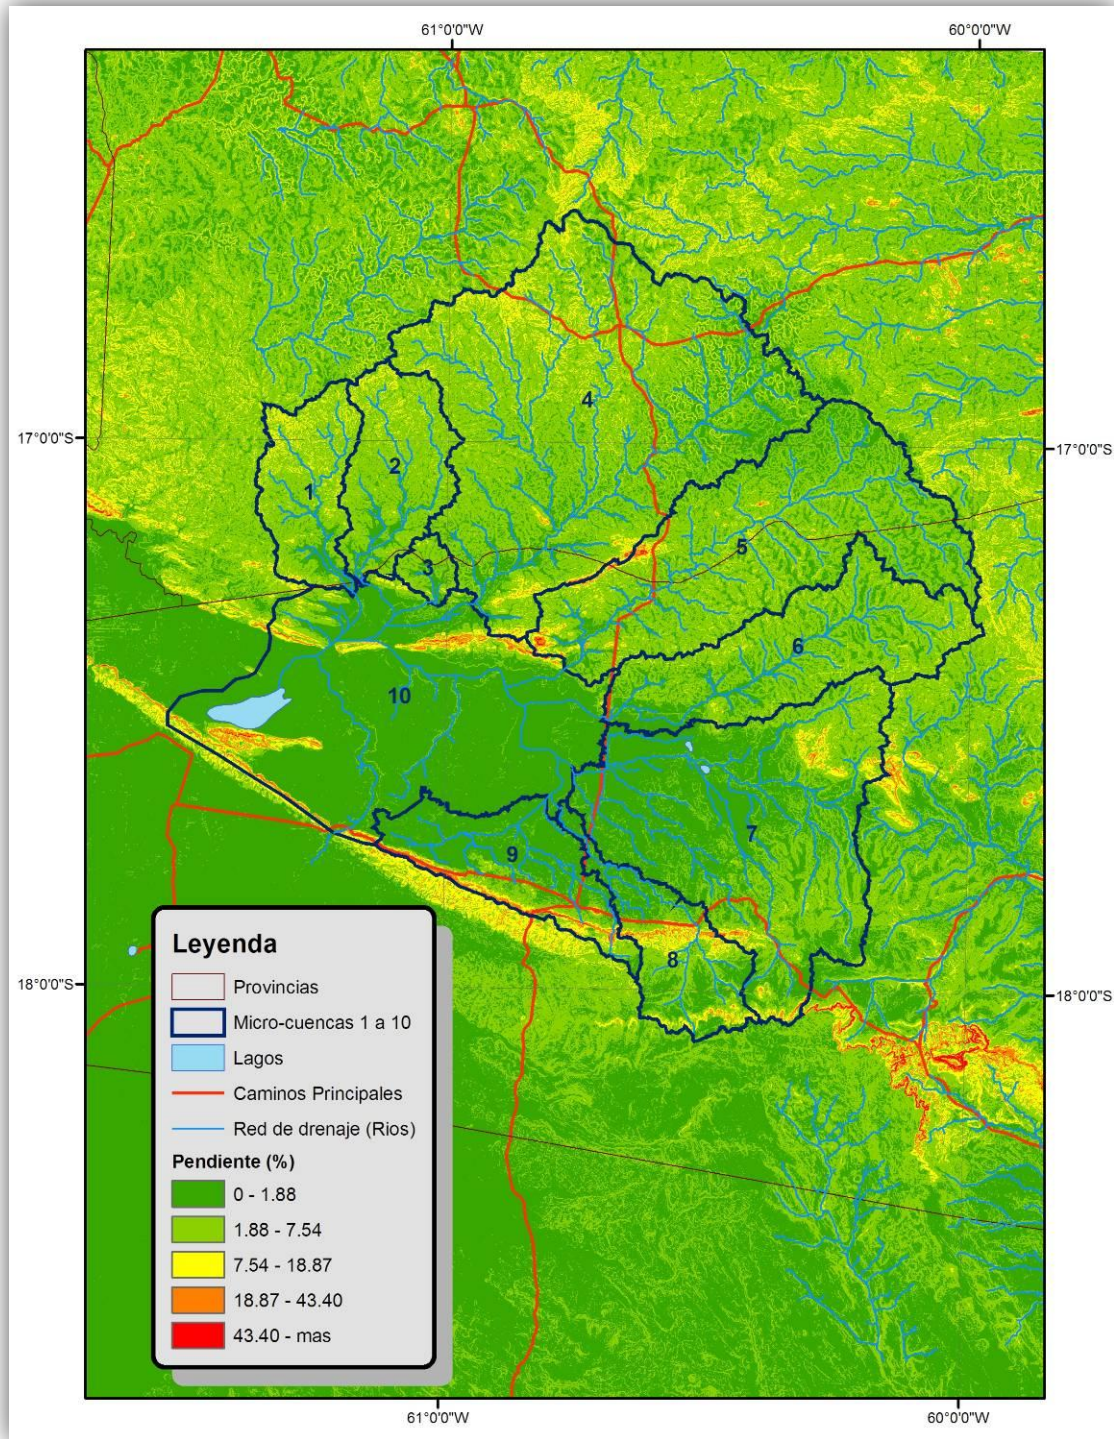 61°0'0"W
60°0'0"W
4
17°0'0"S
17°0'0"S
2
1
5
3
6
10
7
9
8
18°0'0"S
18°0'0"S
Leyenda
Provincias
Micro-cuencas 1 a 10
Lagos
Caminos Principales
Red de drenaje (Rios)
Pendiente (%)
0 - 1.88
1.88 - 7.54
7.54 - 18.87
18.87 - 43.40
43.40 - mas
61°0'0"W
60°0'0"W